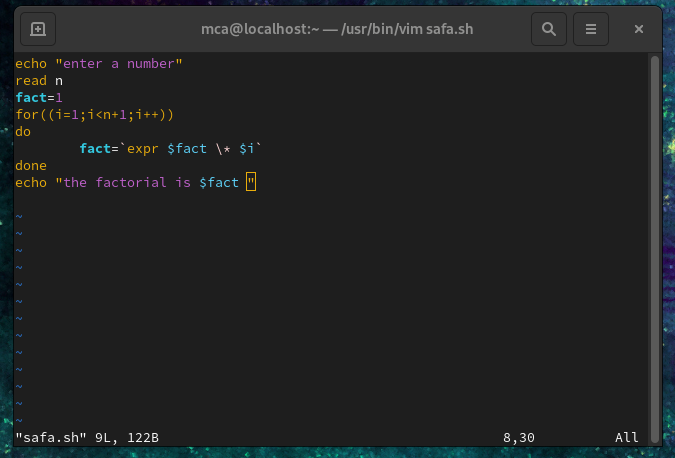 mca@localhost:~ — /usr/bin/vim safa.sh
echo "enter a number"
read n
fact=1
for((i=1;i<n+1;i++))
do
        fact=`expr $fact \* $i`
done
echo "the factorial is $fact "
~
~
~
~
~
~
~
~
~
~
~
~
~
"safa.sh" 9L, 122B 8,30 All